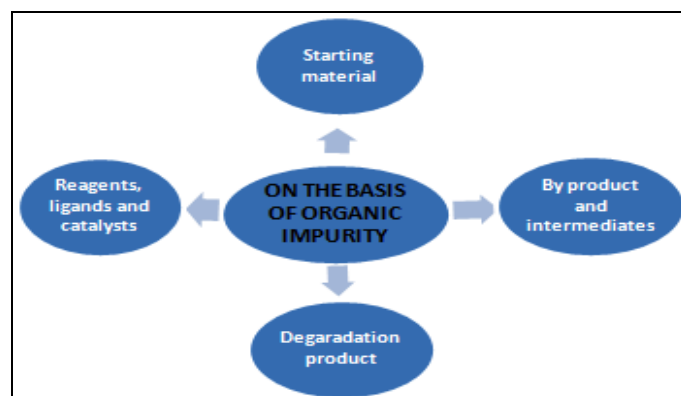 Starting
material
Reagents,
ligands and
catalysts
ON THE BASIS
OF ORGANIC
IMPURITY
By product
and
intermediates
Degaradation
product